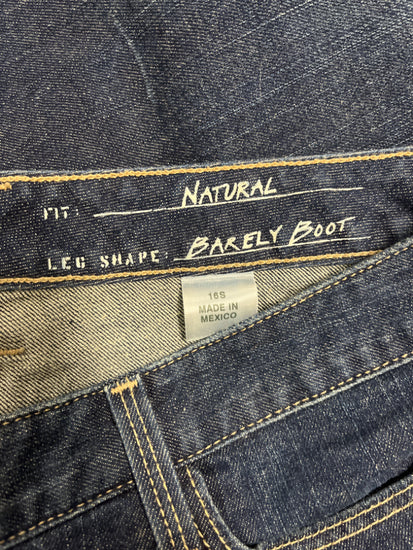 FIT: NATURAL
LEG SHAPE: BARELY BOOT
16S
MADE IN
MEXICO